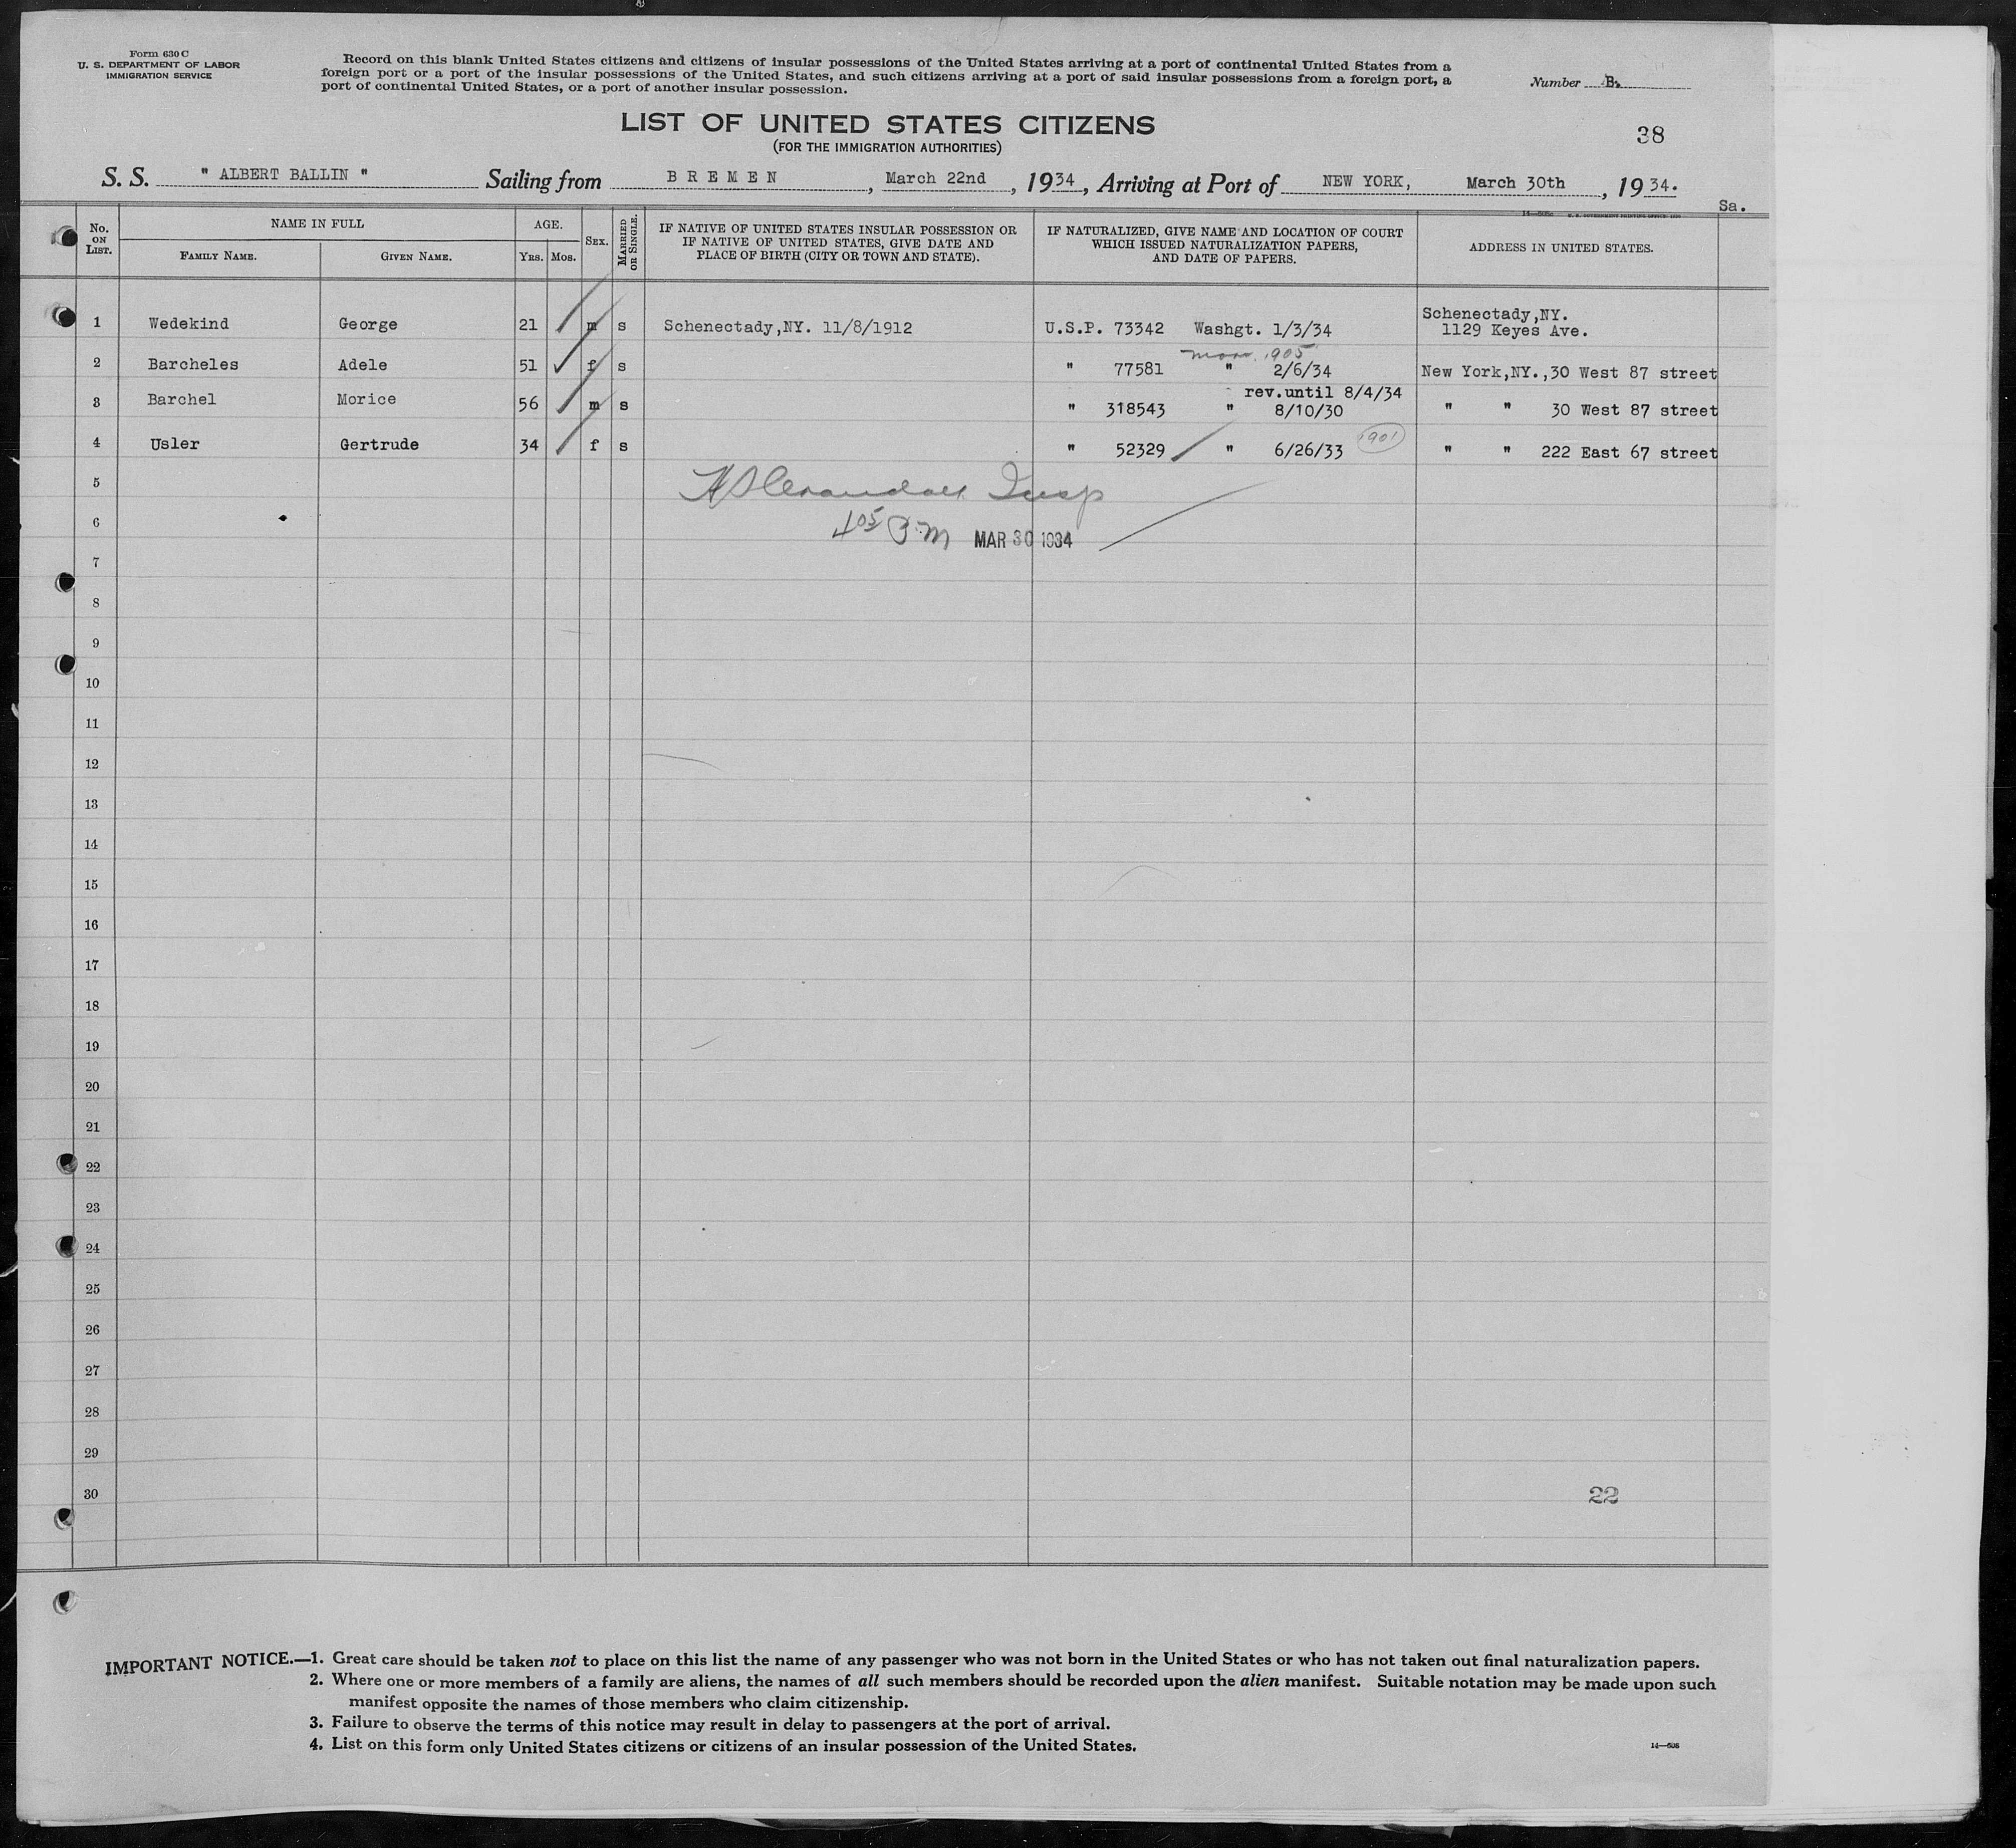 Form 630 C
U. S. DEPARTMENT OF LABOR
IMMIGRATION SERVICE
Record on this blank United States citizens and citizens of insular possessions of the United States arriving at a port of continental United States from a
foreign port or a port of the insular possessions of the United States, and such citizens arriving at a port of said insular possessions from a foreign port, a
port of continental United States, or a port of another insular possession.
Number B.
LIST OF UNITED STATES CITIZENS
(FOR THE IMMIGRATION AUTHORITIES)
38
S. S. " ALBERT BALLIN " Sailing from BREMEN, March 22nd, 1934, Arriving at Port of NEW YORK, March 30th, 1934.
Sa.
No. ON LIST. NAME IN FULL AGE. SEX. MARRIED OR SINGLE. IF NATIVE OF UNITED STATES INSULAR POSSESSION OR IF NATIVE OF UNITED STATES, GIVE DATE AND PLACE OF BIRTH (CITY OR TOWN AND STATE). IF NATURALIZED, GIVE NAME AND LOCATION OF COURT WHICH ISSUED NATURALIZATION PAPERS, AND DATE OF PAPERS. ADDRESS IN UNITED STATES.
FAMILY NAME. GIVEN NAME. YRS. MOS.
Schenectady,NY.
1 Wedekind George 21 m s Schenectady,NY. 11/8/1912 U.S.P. 73342 Washgt. 1/3/34 1129 Keyes Ave.
1905
2 Barcheles Adele 51 f s " 77581 " 2/6/34 New York,NY.,30 West 87 street
rev.until 8/4/34
3 Barchel Morice 56 m s " 318543 " 8/10/30 " " 30 West 87 street
4 Usler Gertrude 34 f s " 52329 " 6/26/33 1901 " " 222 East 67 street
5 Insp
6 4 05 PM MAR 30 1934
7
8
9
10
11
12
13
14
15
16
17
18
19
20
21
22
23
24
25
26
27
28
29
30 22
IMPORTANT NOTICE.—1. Great care should be taken not to place on this list the name of any passenger who was not born in the United States or who has not taken out final naturalization papers.
2. Where one or more members of a family are aliens, the names of all such members should be recorded upon the alien manifest. Suitable notation may be made upon such
manifest opposite the names of those members who claim citizenship.
3. Failure to observe the terms of this notice may result in delay to passengers at the port of arrival.
4. List on this form only United States citizens or citizens of an insular possession of the United States.